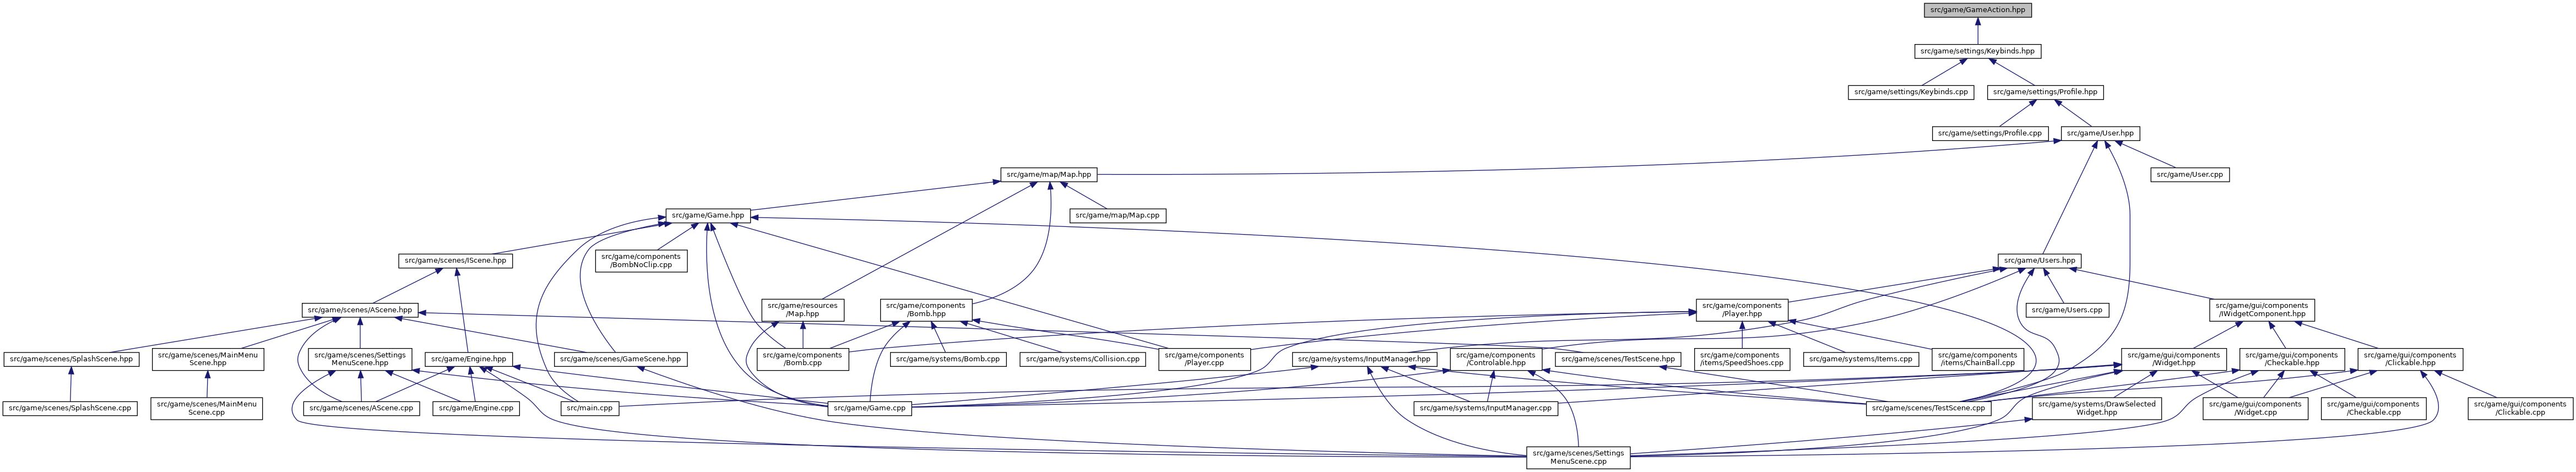 src/game/GameAction.hpp
src/game/settings/Keybinds.hpp
src/game/settings/Keybinds.cpp
src/game/settings/Profile.hpp
src/game/settings/Profile.cpp
src/game/User.hpp
src/game/map/Map.hpp
src/game/User.cpp
src/game/Game.hpp
src/game/map/Map.cpp
src/game/scenes/IScene.hpp
src/game/components
/BombNoClip.cpp
src/game/Users.hpp
src/game/scenes/AScene.hpp
src/game/resources
/Map.hpp
src/game/components
/Bomb.hpp
src/game/components
/Player.hpp
src/game/Users.cpp
src/game/gui/components
/IWidgetComponent.hpp
src/game/scenes/SplashScene.hpp
src/game/scenes/MainMenu
Scene.hpp
src/game/scenes/Settings
MenuScene.hpp
src/game/Engine.hpp
src/game/scenes/GameScene.hpp
src/game/components
/Bomb.cpp
src/game/systems/Bomb.cpp
src/game/systems/Collision.cpp
src/game/components
/Player.cpp
src/game/systems/InputManager.hpp
src/game/components
/Controlable.hpp
src/game/scenes/TestScene.hpp
src/game/components
/items/SpeedShoes.cpp
src/game/systems/Items.cpp
src/game/components
/items/ChainBall.cpp
src/game/gui/components
/Widget.hpp
src/game/gui/components
/Checkable.hpp
src/game/gui/components
/Clickable.hpp
src/game/scenes/SplashScene.cpp
src/game/scenes/MainMenu
Scene.cpp
src/game/scenes/AScene.cpp
src/game/Engine.cpp
src/main.cpp
src/game/Game.cpp
src/game/systems/InputManager.cpp
src/game/scenes/TestScene.cpp
src/game/systems/DrawSelected
Widget.hpp
src/game/gui/components
/Widget.cpp
src/game/gui/components
/Checkable.cpp
src/game/gui/components
/Clickable.cpp
src/game/scenes/Settings
MenuScene.cpp